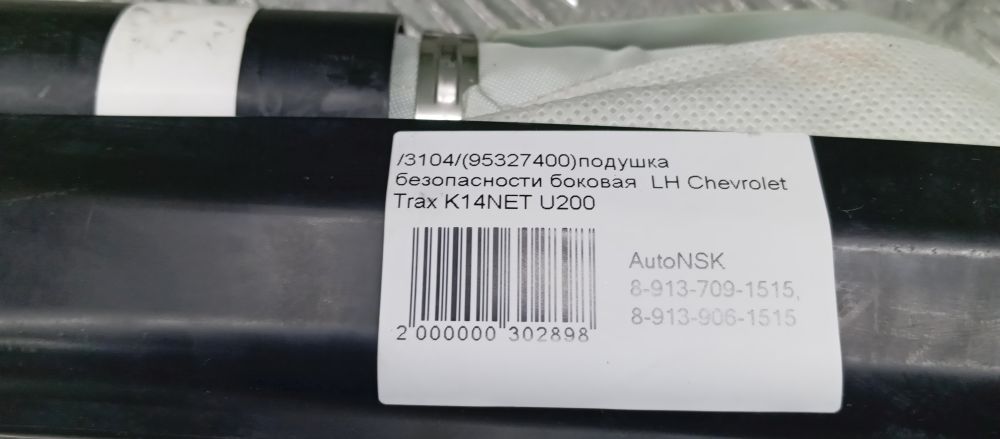 /3104/(95327400)подушка
безопасности боковая LH Chevrolet
Trax K14NET U200
AutoNSK
8-913-709-1515,
8-913-906-1515
2 000000 302898